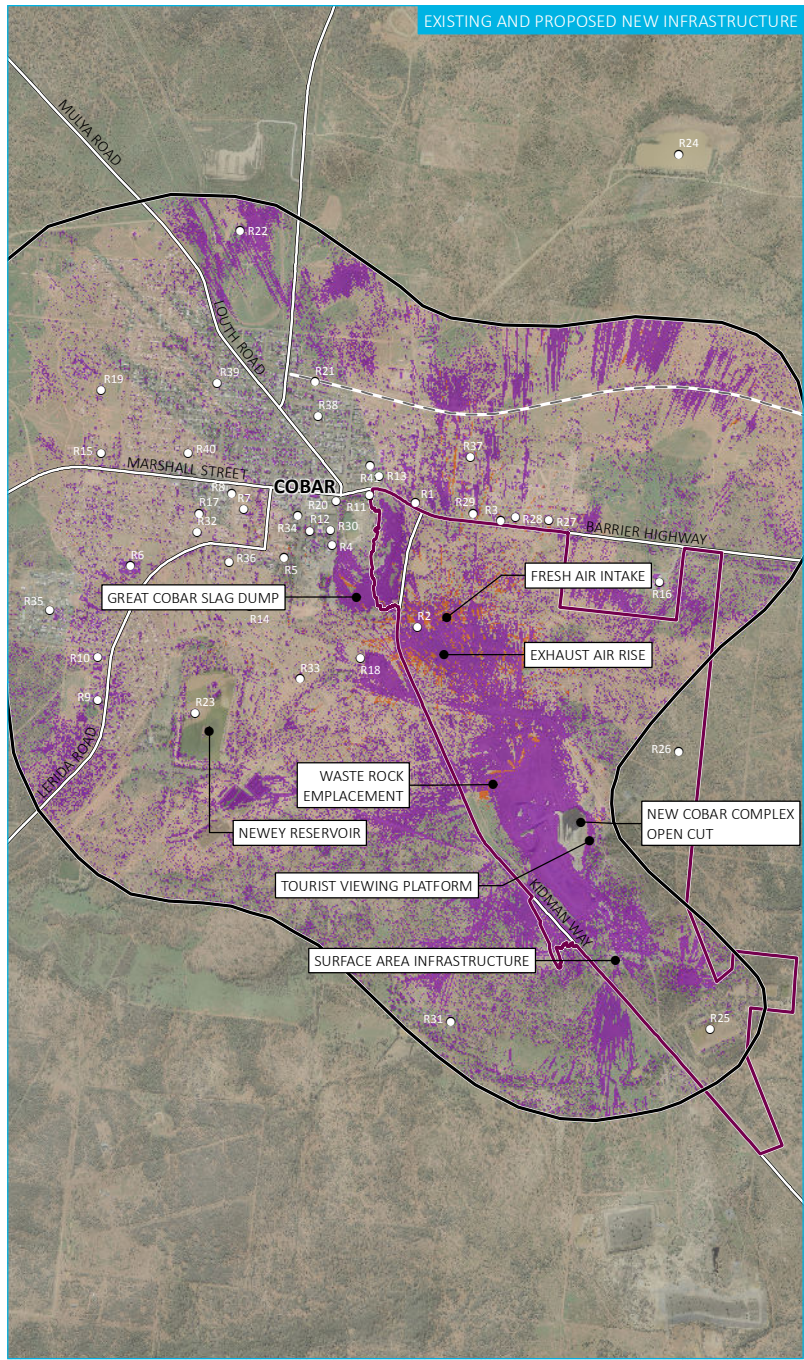 EXISTING AND PROPOSED NEW INFRASTRUCTURE
MULYA ROAD
R24
R22
LOUTH ROAD
R39
R21
R19
R38
R40
R15
R37
MARSHALL STREET
COBAR
R42
R13
R8
R7
R17
R20
R11
R1
R29
R3
R28
R27
BARRIER HIGHWAY
R32
R34
R12
R30
R4
R6
R36
R5
FRESH AIR INTAKE
R16
GREAT COBAR SLAG DUMP
R35
R14
R2
EXHAUST AIR RISE
R10
R18
R33
R9
R23
LERIDA ROAD
R26
WASTE ROCK
EMPLACEMENT
NEWEY RESERVOIR
NEW COBAR COMPLEX
OPEN CUT
TOURIST VIEWING PLATFORM
KIDMAN WAY
SURFACE AREA INFRASTRUCTURE
R31
R25